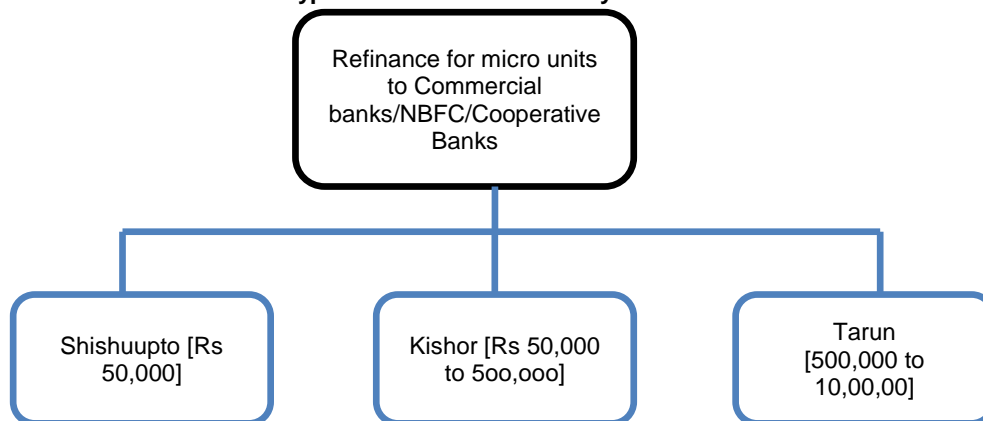 Refinance for micro units
to Commercial
banks/NBFC/Cooperative
Banks
Shishuupto [Rs
50,000]
Kishor [Rs 50,000
to 5oo,ooo]
Tarun
[500,000 to
10,00,00]